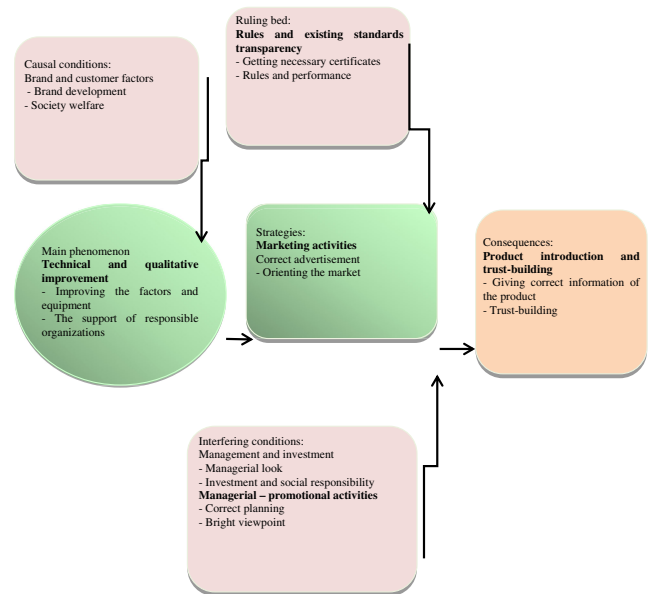 Causal conditions:
Brand and customer factors
- Brand development
- Society welfare
Ruling bed:
Rules and existing standards
transparency
- Getting necessary certificates
- Rules and performance
Main phenomenon
Technical and qualitative
improvement
- Improving the factors and
equipment
- The support of responsible
organizations
Strategies:
Marketing activities
Correct advertisement
- Orienting the market
Consequences:
Product introduction and
trust-building
- Giving correct information of
the product
- Trust-building
Interfering conditions:
Management and investment
- Managerial look
- Investment and social responsibility
Managerial – promotional activities
- Correct planning
- Bright viewpoint